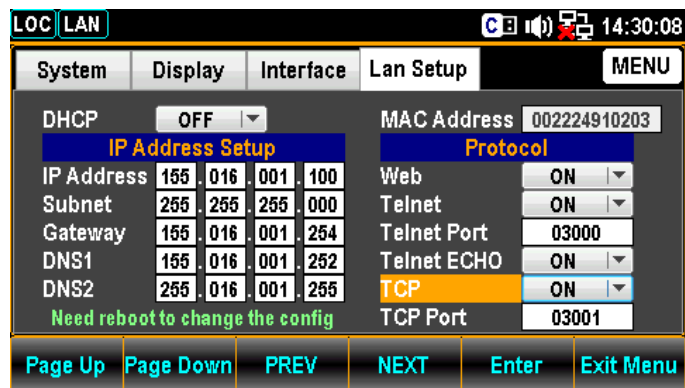 LOC LAN C 14:30:08
System Display Interface Lan Setup MENU
DHCP OFF
IP Address Setup
IP Address 155 . 016 . 001 . 100
Subnet 255 . 255 . 255 . 000
Gateway 155 . 016 . 001 . 254
DNS1 155 . 016 . 001 . 252
DNS2 255 . 016 . 001 . 255
Need reboot to change the config
MAC Address 002224910203
Protocol
Web ON
Telnet ON
Telnet Port 03000
Telnet ECHO ON
TCP ON
TCP Port 03001
Page Up Page Down PREV NEXT Enter Exit Menu